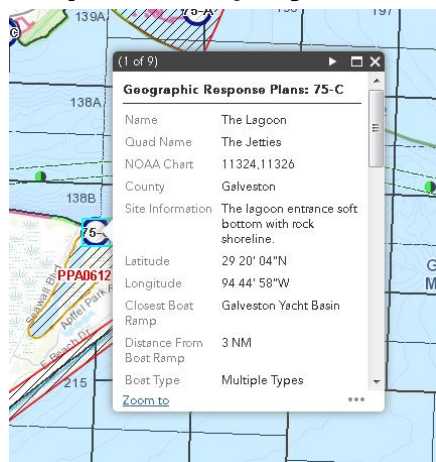 139A
75-A
197
(1 of 9)
Geographic Response Plans: 75-C
138A
Name The Lagoon
Quad Name The Jetties
NOAA Chart 11324,11326
County Galveston
138B
Site Information The lagoon entrance soft
bottom with rock
shoreline.
75-
Latitude 29 20' 04"N
PPA0612
Longitude 94 44' 58"W
G
M
Closest Boat Galveston Yacht Basin
Ramp
Seawall Bl
Apffel Park
Distance From 3 NM
Boat Ramp
E Beach Dr
215
Boat Type Multiple Types
Zoom to